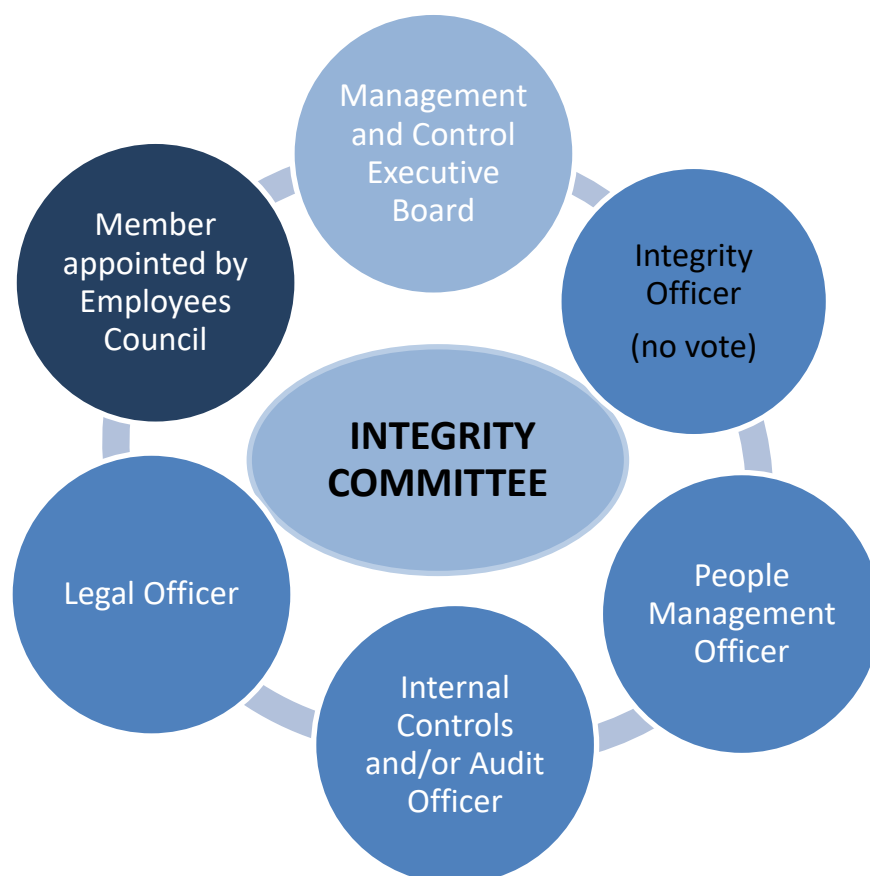 Management
and Control
Executive
Board
Integrity
Officer
(no vote)
People
Management
Officer
Internal
Controls
and/or Audit
Officer
Legal Officer
Member
appointed by
Employees
Council
INTEGRITY
COMMITTEE